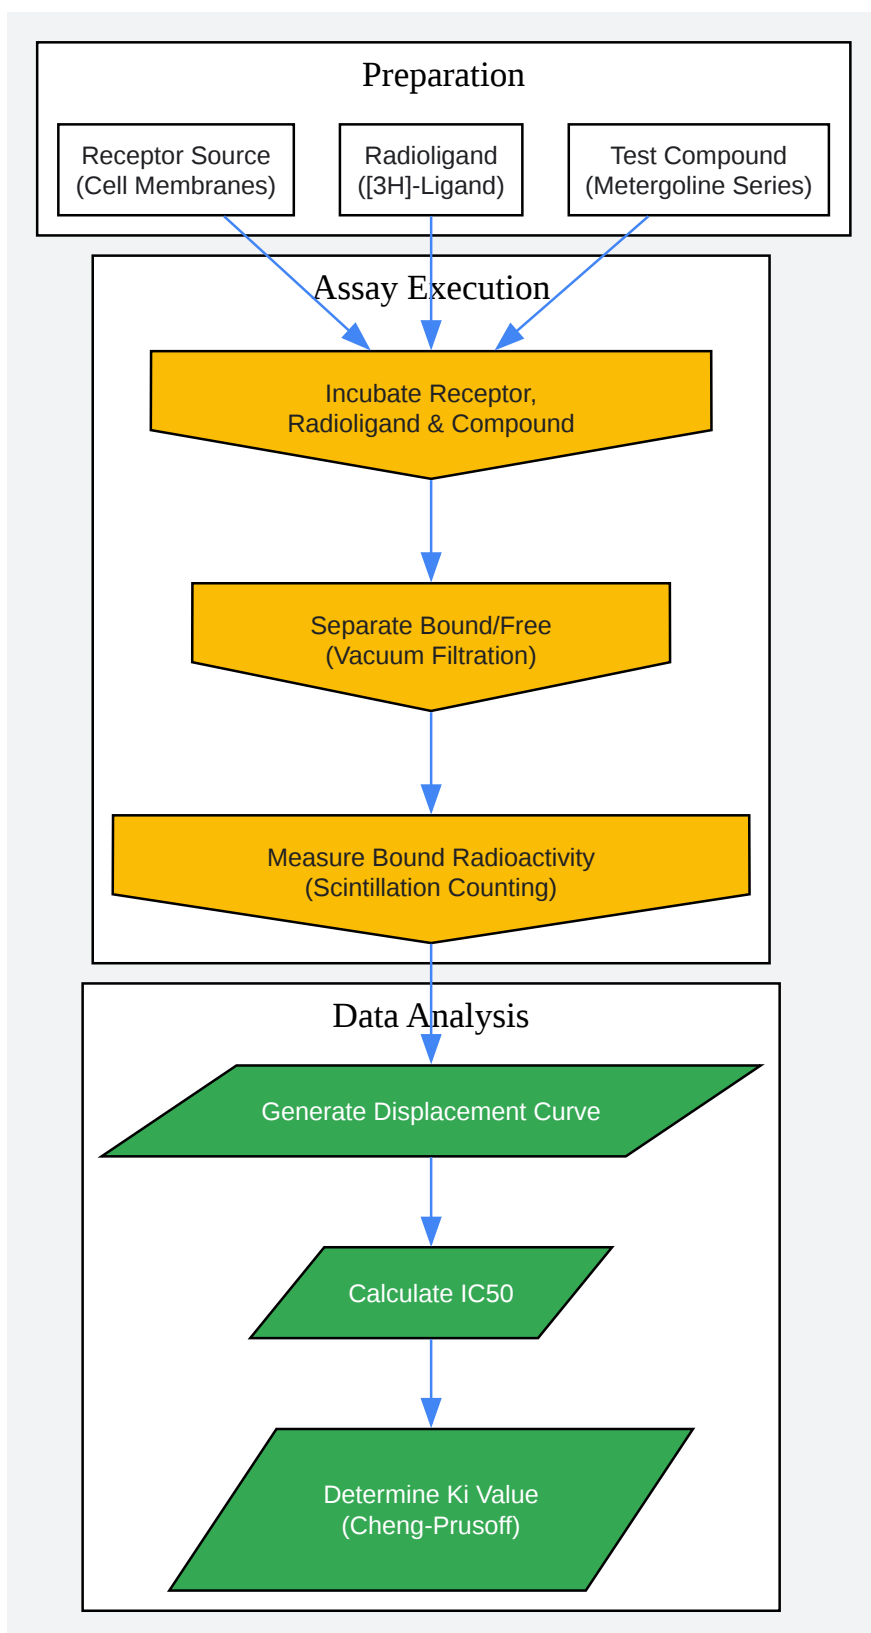 Preparation
Receptor Source
(Cell Membranes)
Radioligand
([3H]-Ligand)
Test Compound
(Metergoline Series)
Assay Execution
Incubate Receptor,
Radioligand & Compound
Separate Bound/Free
(Vacuum Filtration)
Measure Bound Radioactivity
(Scintillation Counting)
Data Analysis
Generate Displacement Curve
Calculate IC50
Determine Ki Value
(Cheng-Prusoff)